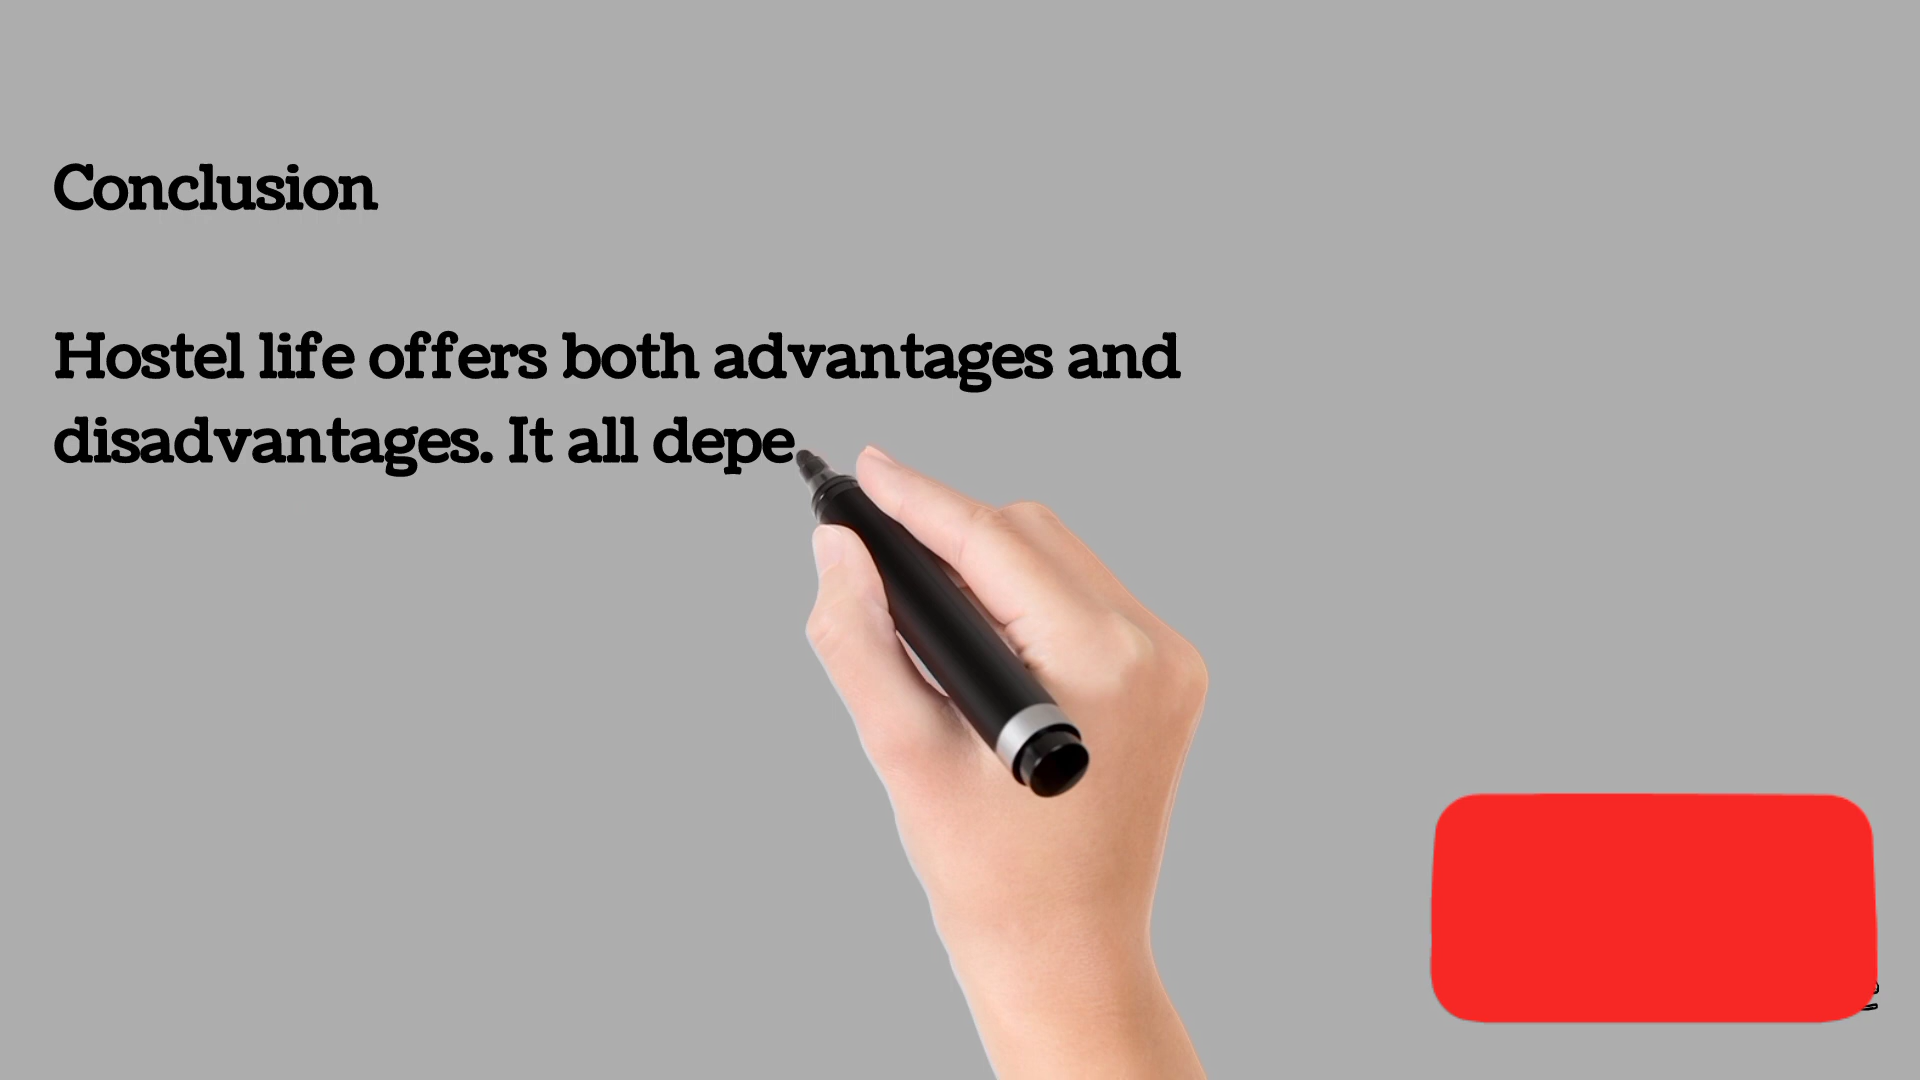 Conclusion
Hostel life offers both advantages and
disadvantages. It all depe